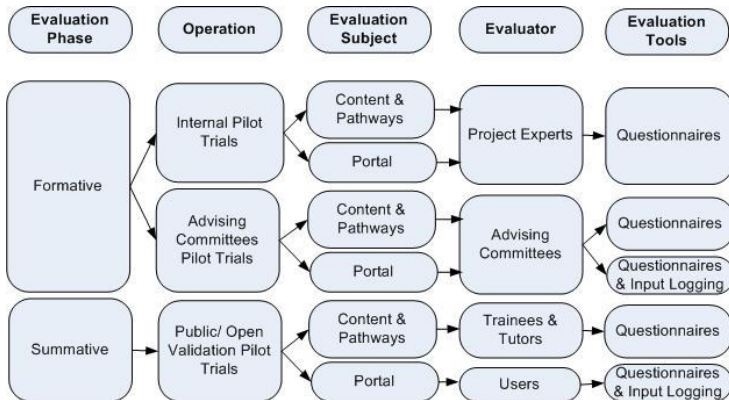 Evaluation
Phase
Operation
Evaluation
Subject
Evaluator
Evaluation
Tools
Formative
Internal Pilot
Trials
Content &
Pathways
Portal
Project Experts
Questionnaires
Advising
Committees
Pilot Trials
Content &
Pathways
Portal
Advising
Committees
Questionnaires
Questionnaires
& Input Logging
Summative
Public/ Open
Validation Pilot
Trials
Content &
Pathways
Portal
Trainees &
Tutors
Users
Questionnaires
Questionnaires
& Input Logging